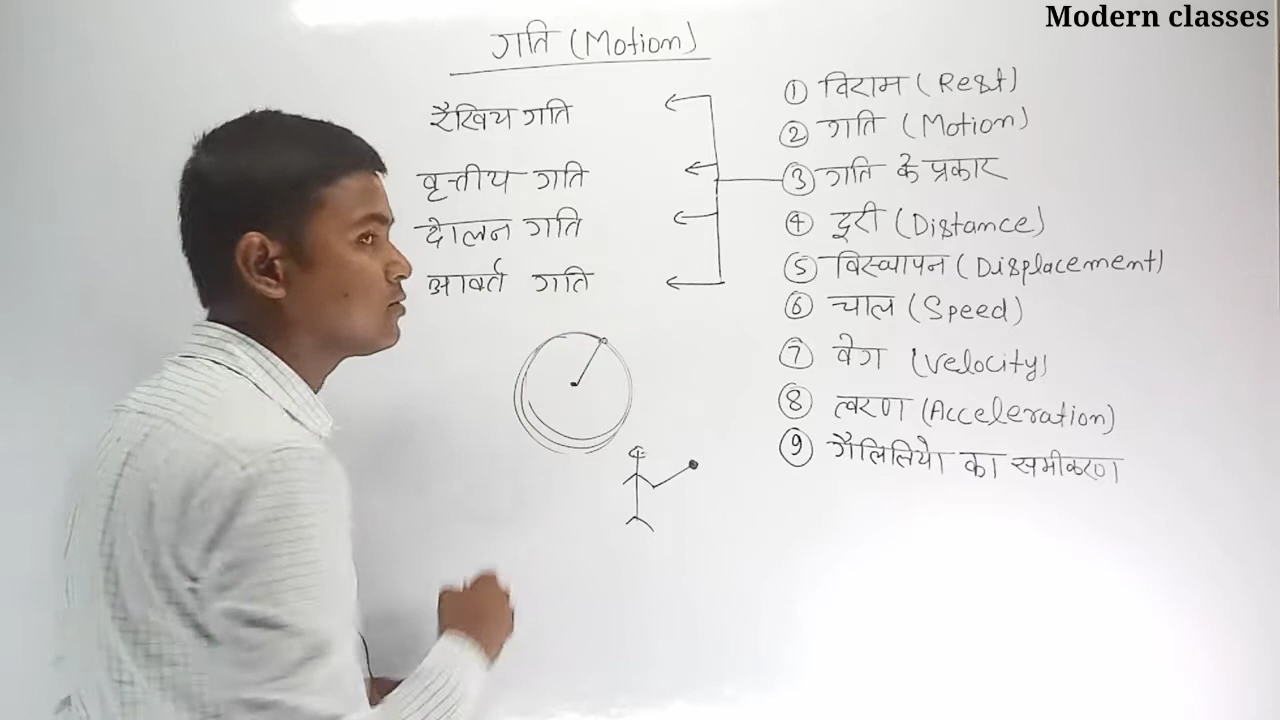 Modern classes
गति (Motion)
रैखिय गति
वृत्तीय गति
दोलन गति
आवर्त गति
① विराम (Rest)
② गति (Motion)
③ गति के प्रकार
④ दूरी (Distance)
⑤ विस्थापन (Displacement)
⑥ चाल (Speed)
⑦ वेग (Velocity)
⑧ त्वरण (Acceleration)
⑨ गैलिलियो का समीकरण